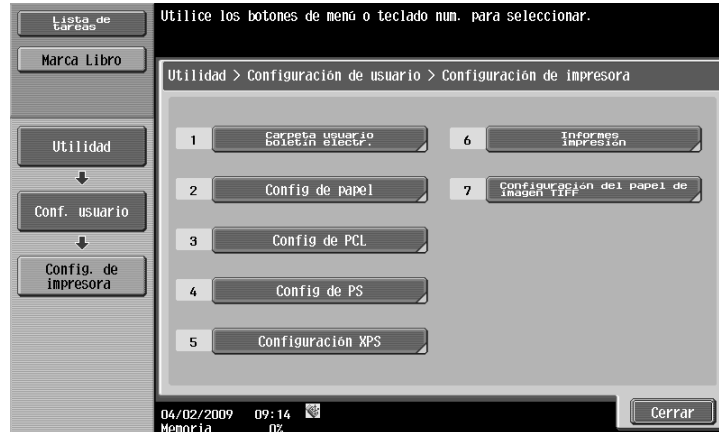 Lista de
tareas
Utilice los botones de menú o teclado num. para seleccionar.
Marca Libro
Utilidad > Configuración de usuario > Configuración de impresora
Utilidad
Conf. usuario
Config. de
impresora
1 Carpeta usuario
boletín electr.
2 Config de papel
3 Config de PCL
4 Config de PS
5 Configuración XPS
6 Informes
impresión
7 Configuración del papel de
imagen TIFF
04/02/2009 09:14
Memoria 0%
Cerrar